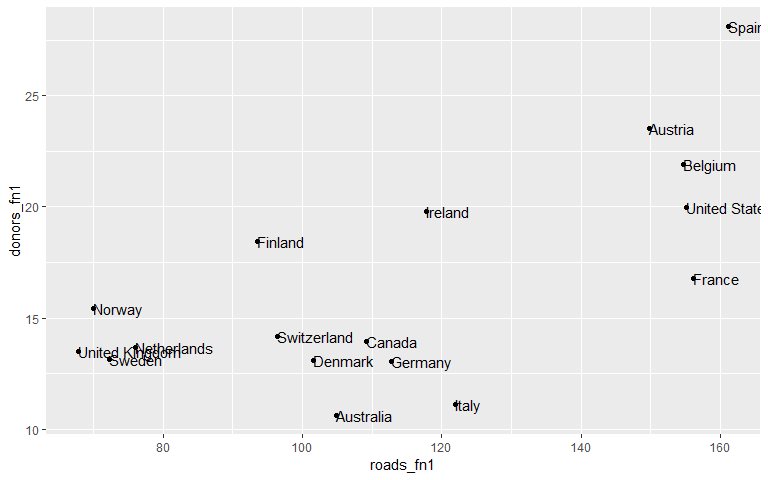 Spain
25
Austria
Belgium
donors_fn1
20
Ireland
United State
Finland
France
Norway
15
Switzerland
Canada
Netherlands
United Kingdom
Sweden
Denmark
Germany
Italy
Australia
10
80
100
120
140
160
roads_fn1